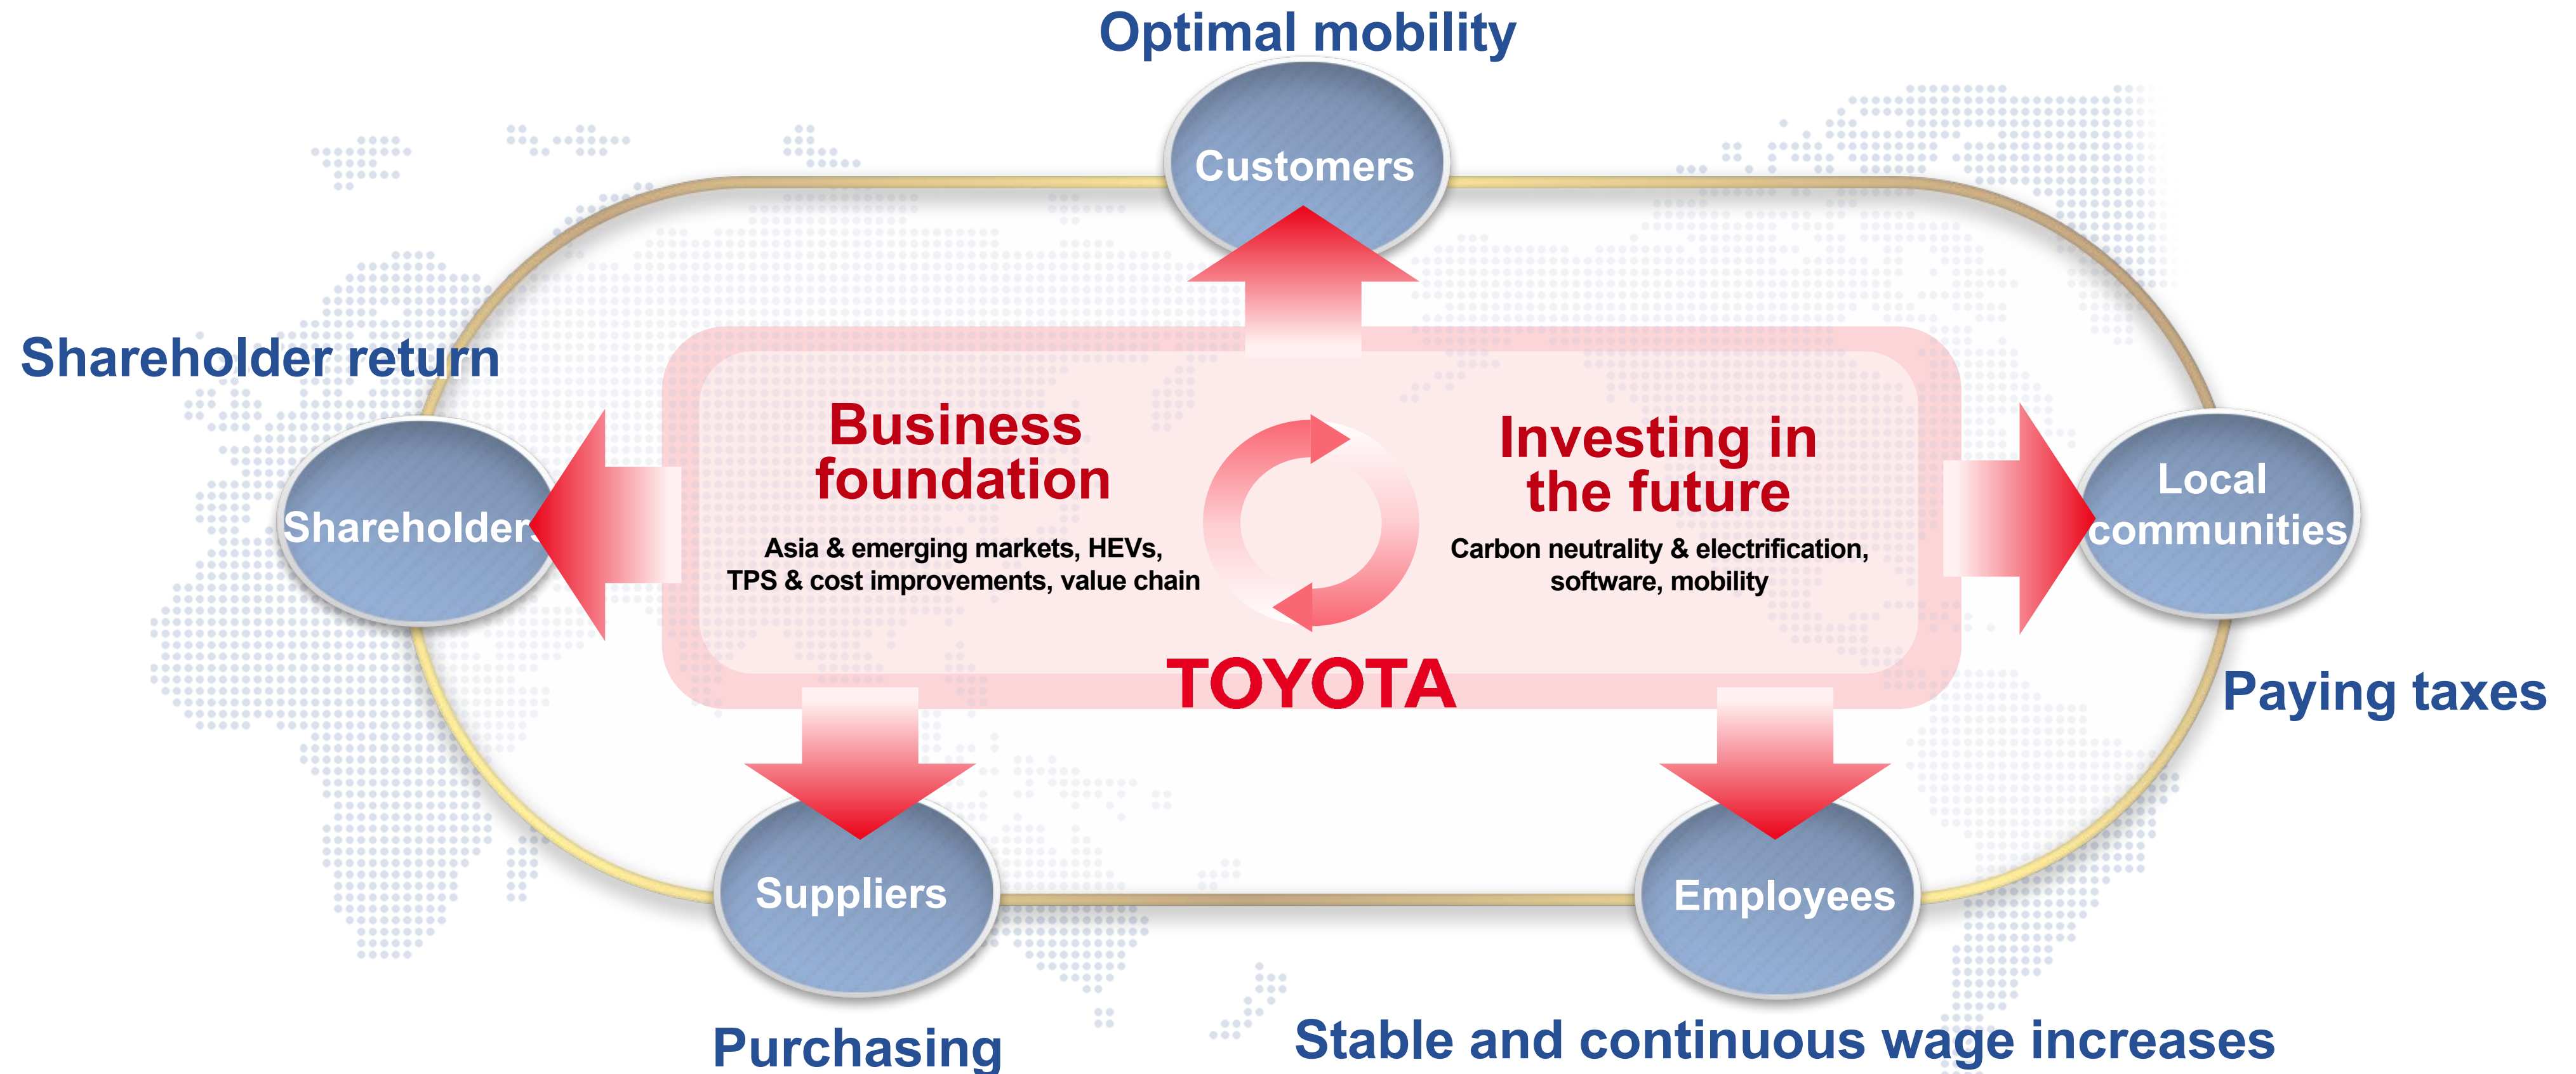 Optimal mobility
Customers
Shareholder return
Shareholders
Business
foundation
Asia & emerging markets, HEVs,
TPS & cost improvements, value chain
Investing in
the future
Carbon neutrality & electrification,
software, mobility
Local
communities
TOYOTA
Paying taxes
Suppliers
Employees
Purchasing
Stable and continuous wage increases